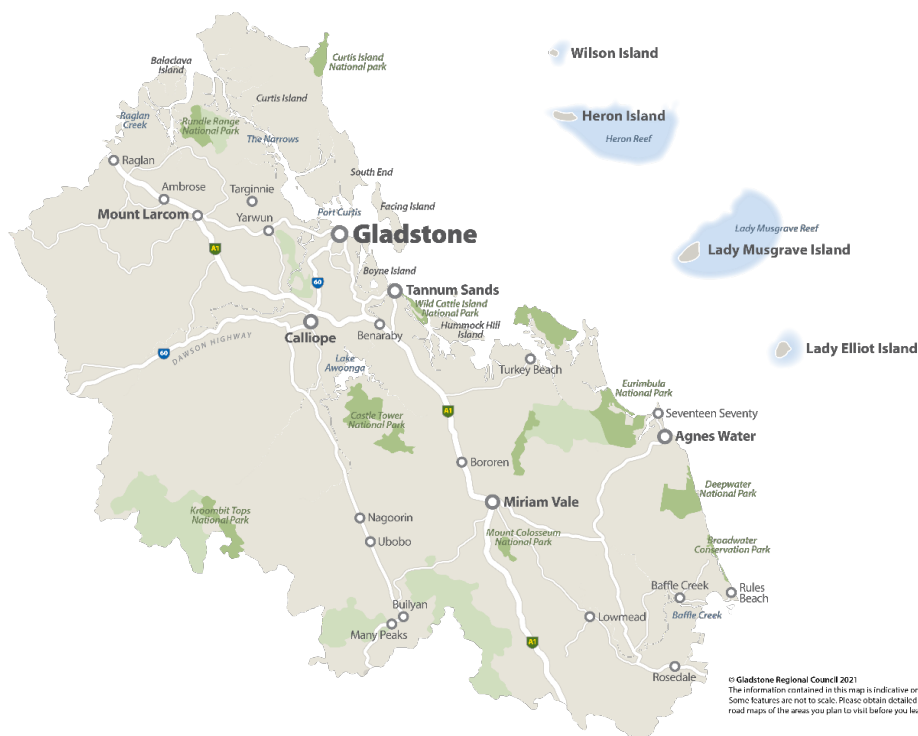 Wilson Island
Curtis Island
National park
Balaclava
Island
Curtis Island
Heron Island
Heron Reef
Raglan
Creek
Rundle Range
National Park
The Narrows
Raglan
South End
Ambrose
Targinnie
Mount Larcom
Yarwun
Port Curtis
Facing Island
Gladstone
Lady Musgrave Reef
Lady Musgrave Island
A1
Boyne Island
60
Tannum Sands
Wild Cattle Island
National Park
Hummock Hill
Island
Calliope
Benaraby
60
DAWSON HIGHWAY
Lake
Awoonga
Turkey Beach
Lady Elliot Island
Eurimbula
National Park
Castle Tower
National Park
A1
Seventeen Seventy
Agnes Water
Bororen
Deepwater
National Park
Kroombit Tops
National Park
Miriam Vale
Nagoorin
Ubobo
Mount Colosseum
National Park
Broadwater
Conservation Park
Baffle Creek
Rules
Beach
Bullyan
Many Peaks
Lowmead
Baffle Creek
A1
Rosedale
© Gladstone Regional Council 2021
The information contained in this map is indicative or
Some features are not to scale. Please obtain detailed
road maps of the areas you plan to visit before you lea